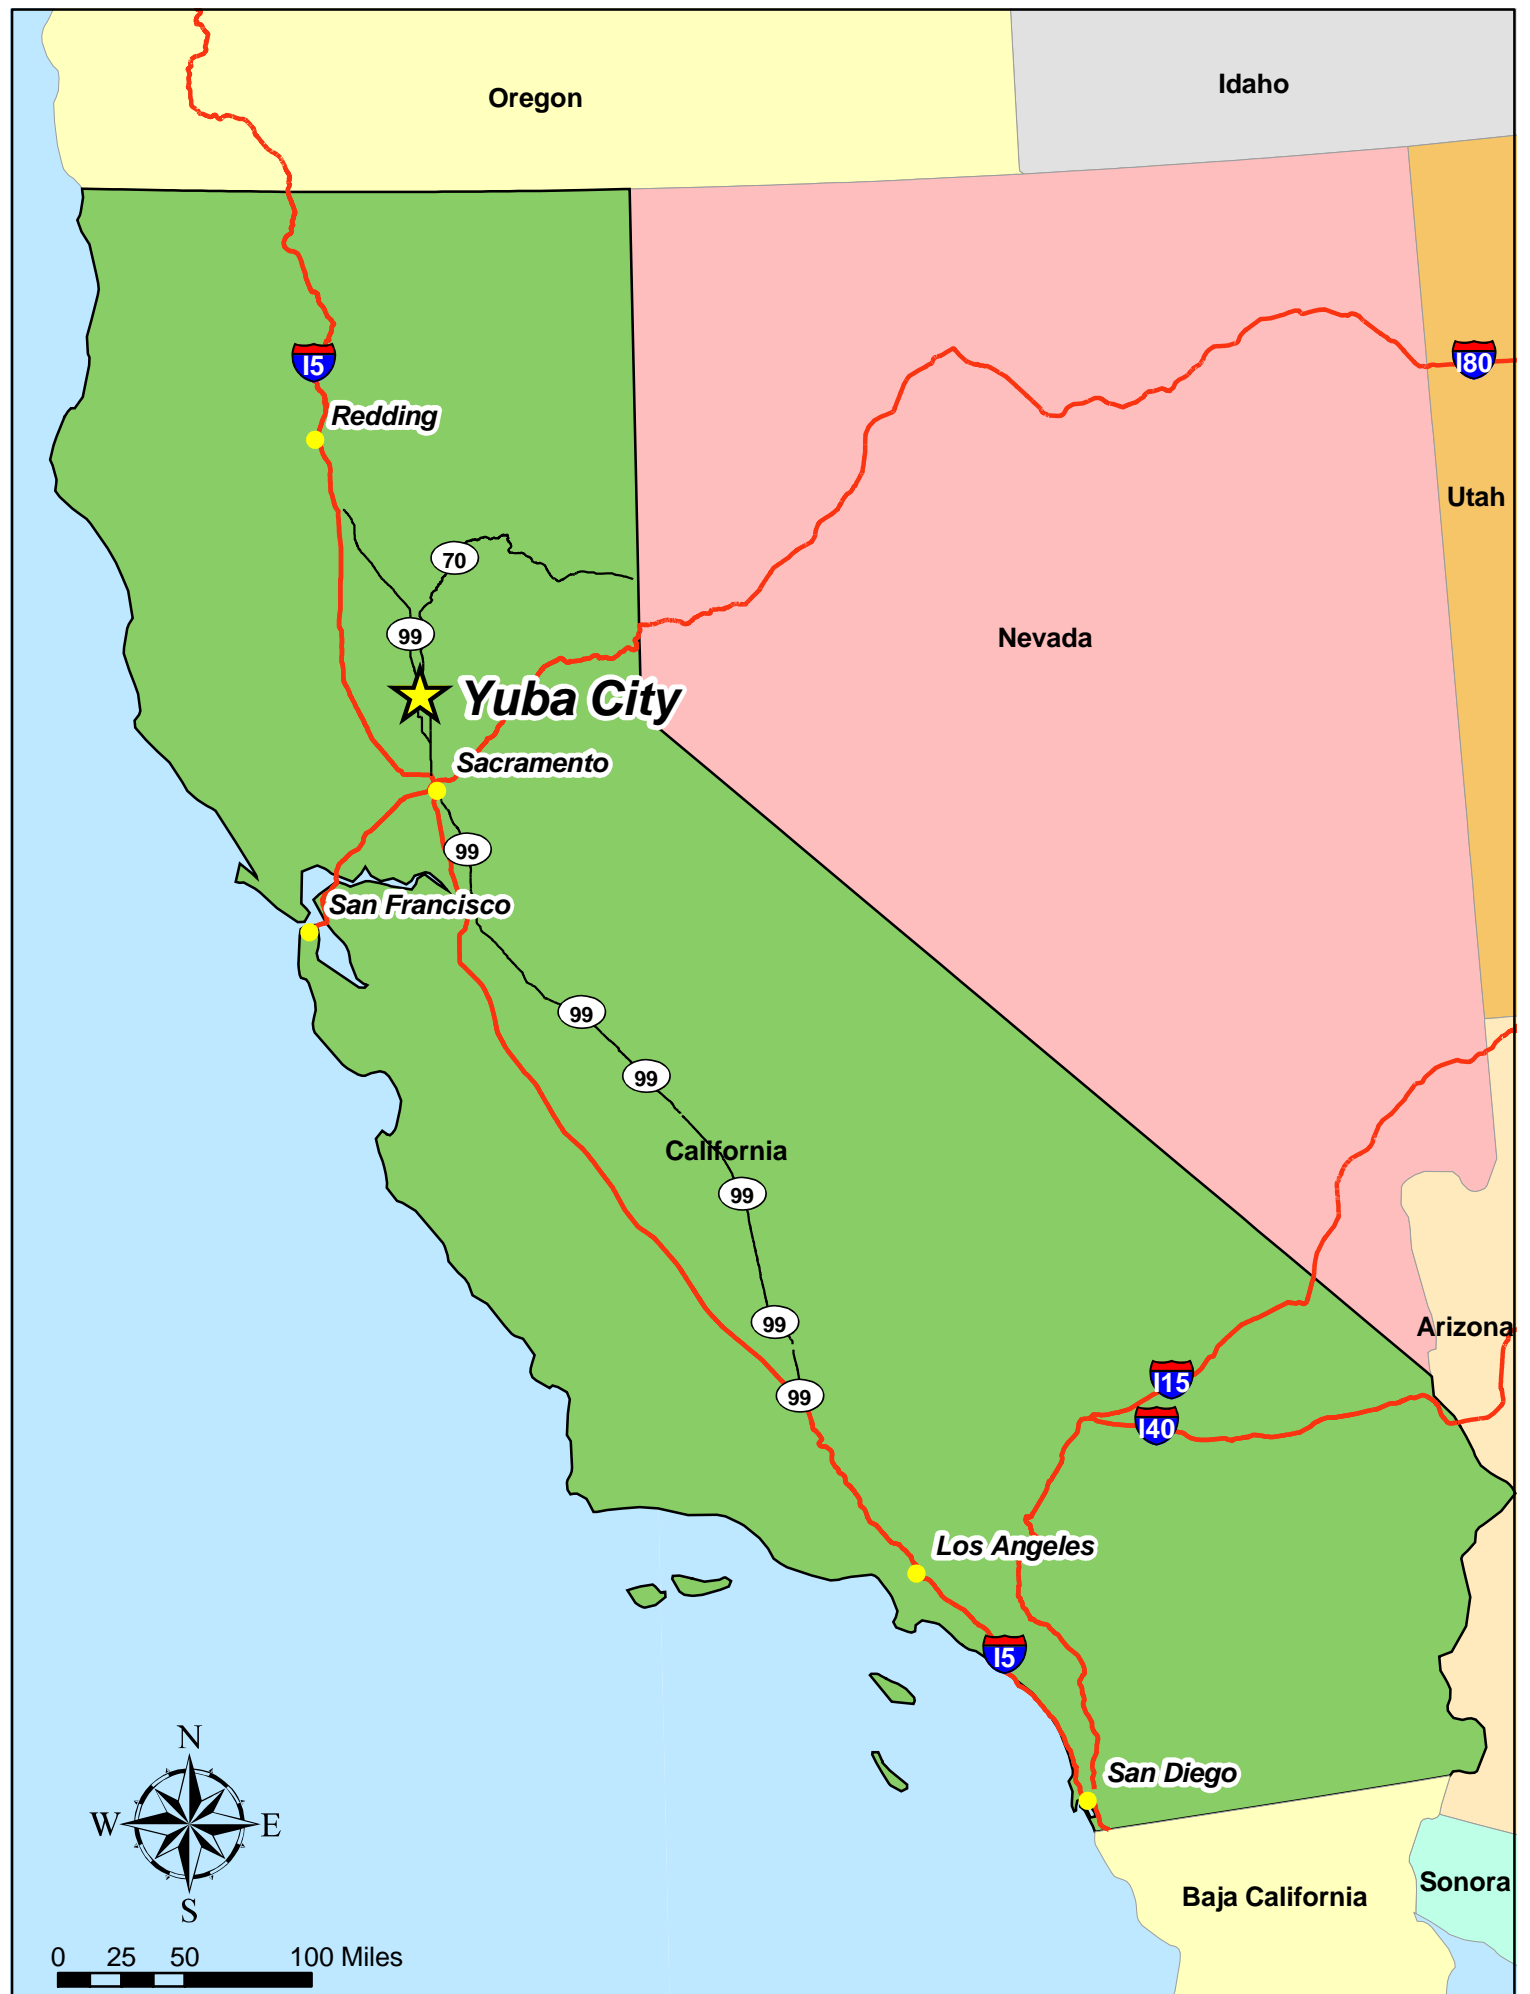 Oregon
Idaho
I5
I80
Redding
Utah
70
99
Nevada
Yuba City
Sacramento
99
San Francisco
99
99
California
99
99
Arizona
I15
99
I40
Los Angeles
I5
N
San Diego
W
E
S
Baja California
Sonora
0 25 50 100 Miles